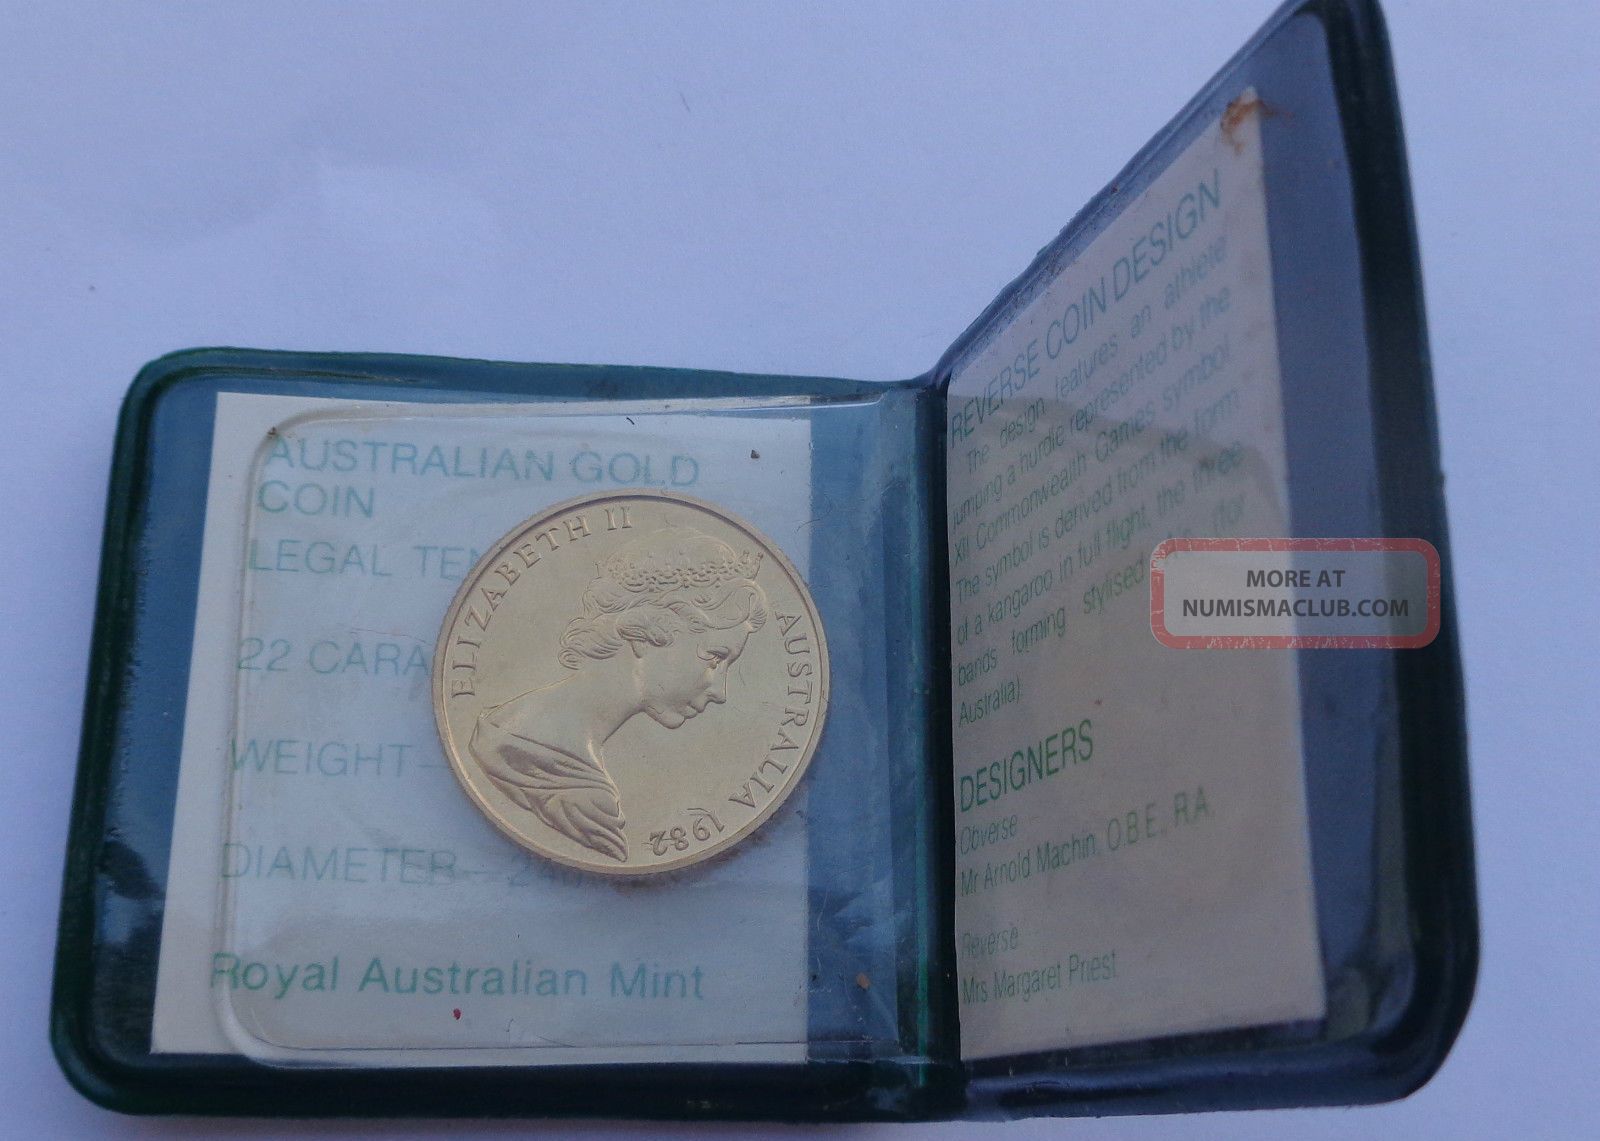 AUSTRALIAN GOLD
COIN
LEGAL TEN
22 CARA
WEIGHT-
DIAMETER-2
Royal Australian Mint
ELIZABETH II
AUSTRALIA 1982
REVERSE COIN DESIGN
The design features an athlete
jumping a hurdle represented by the
XII Commonwealth Games symbol.
The symbol is derived from the form
of a kangaroo in full flight, the three
bands forming stylised (for
Australia)
DESIGNERS
Obverse
Mr Arnold Machin, O.B.E., R.A.
Reverse
Mrs Margaret Priest
MORE AT
NUMISMACLUB.COM